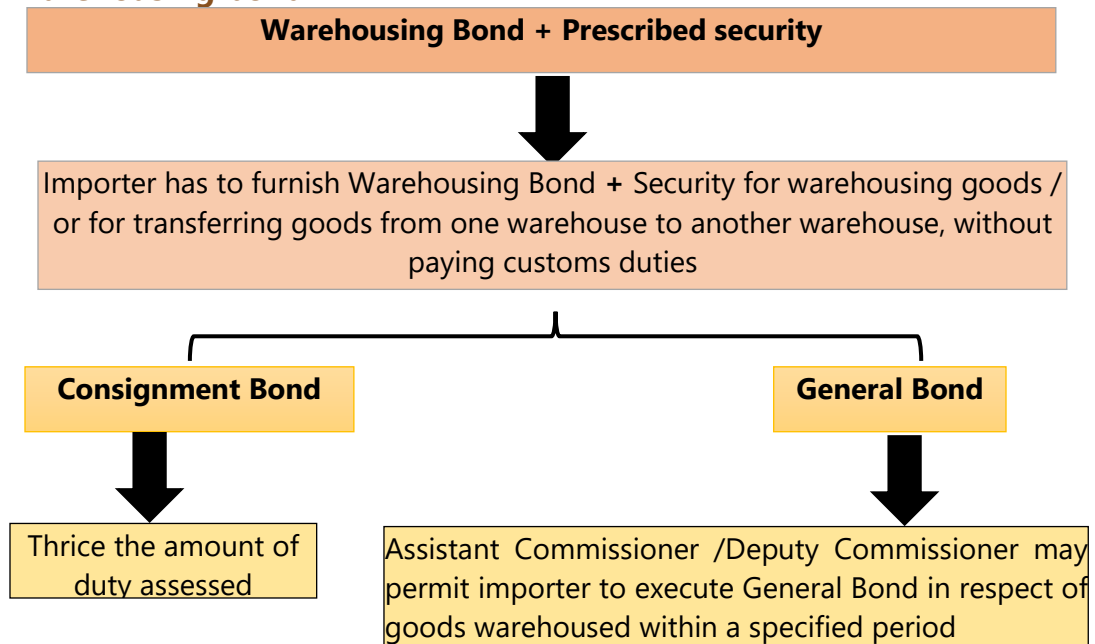 Warehousing Bond + Prescribed security
Importer has to furnish Warehousing Bond + Security for warehousing goods /
or for transferring goods from one warehouse to another warehouse, without
paying customs duties
Consignment Bond
General Bond
Thrice the amount of
duty assessed
Assistant Commissioner /Deputy Commissioner may
permit importer to execute General Bond in respect of
goods warehoused within a specified period